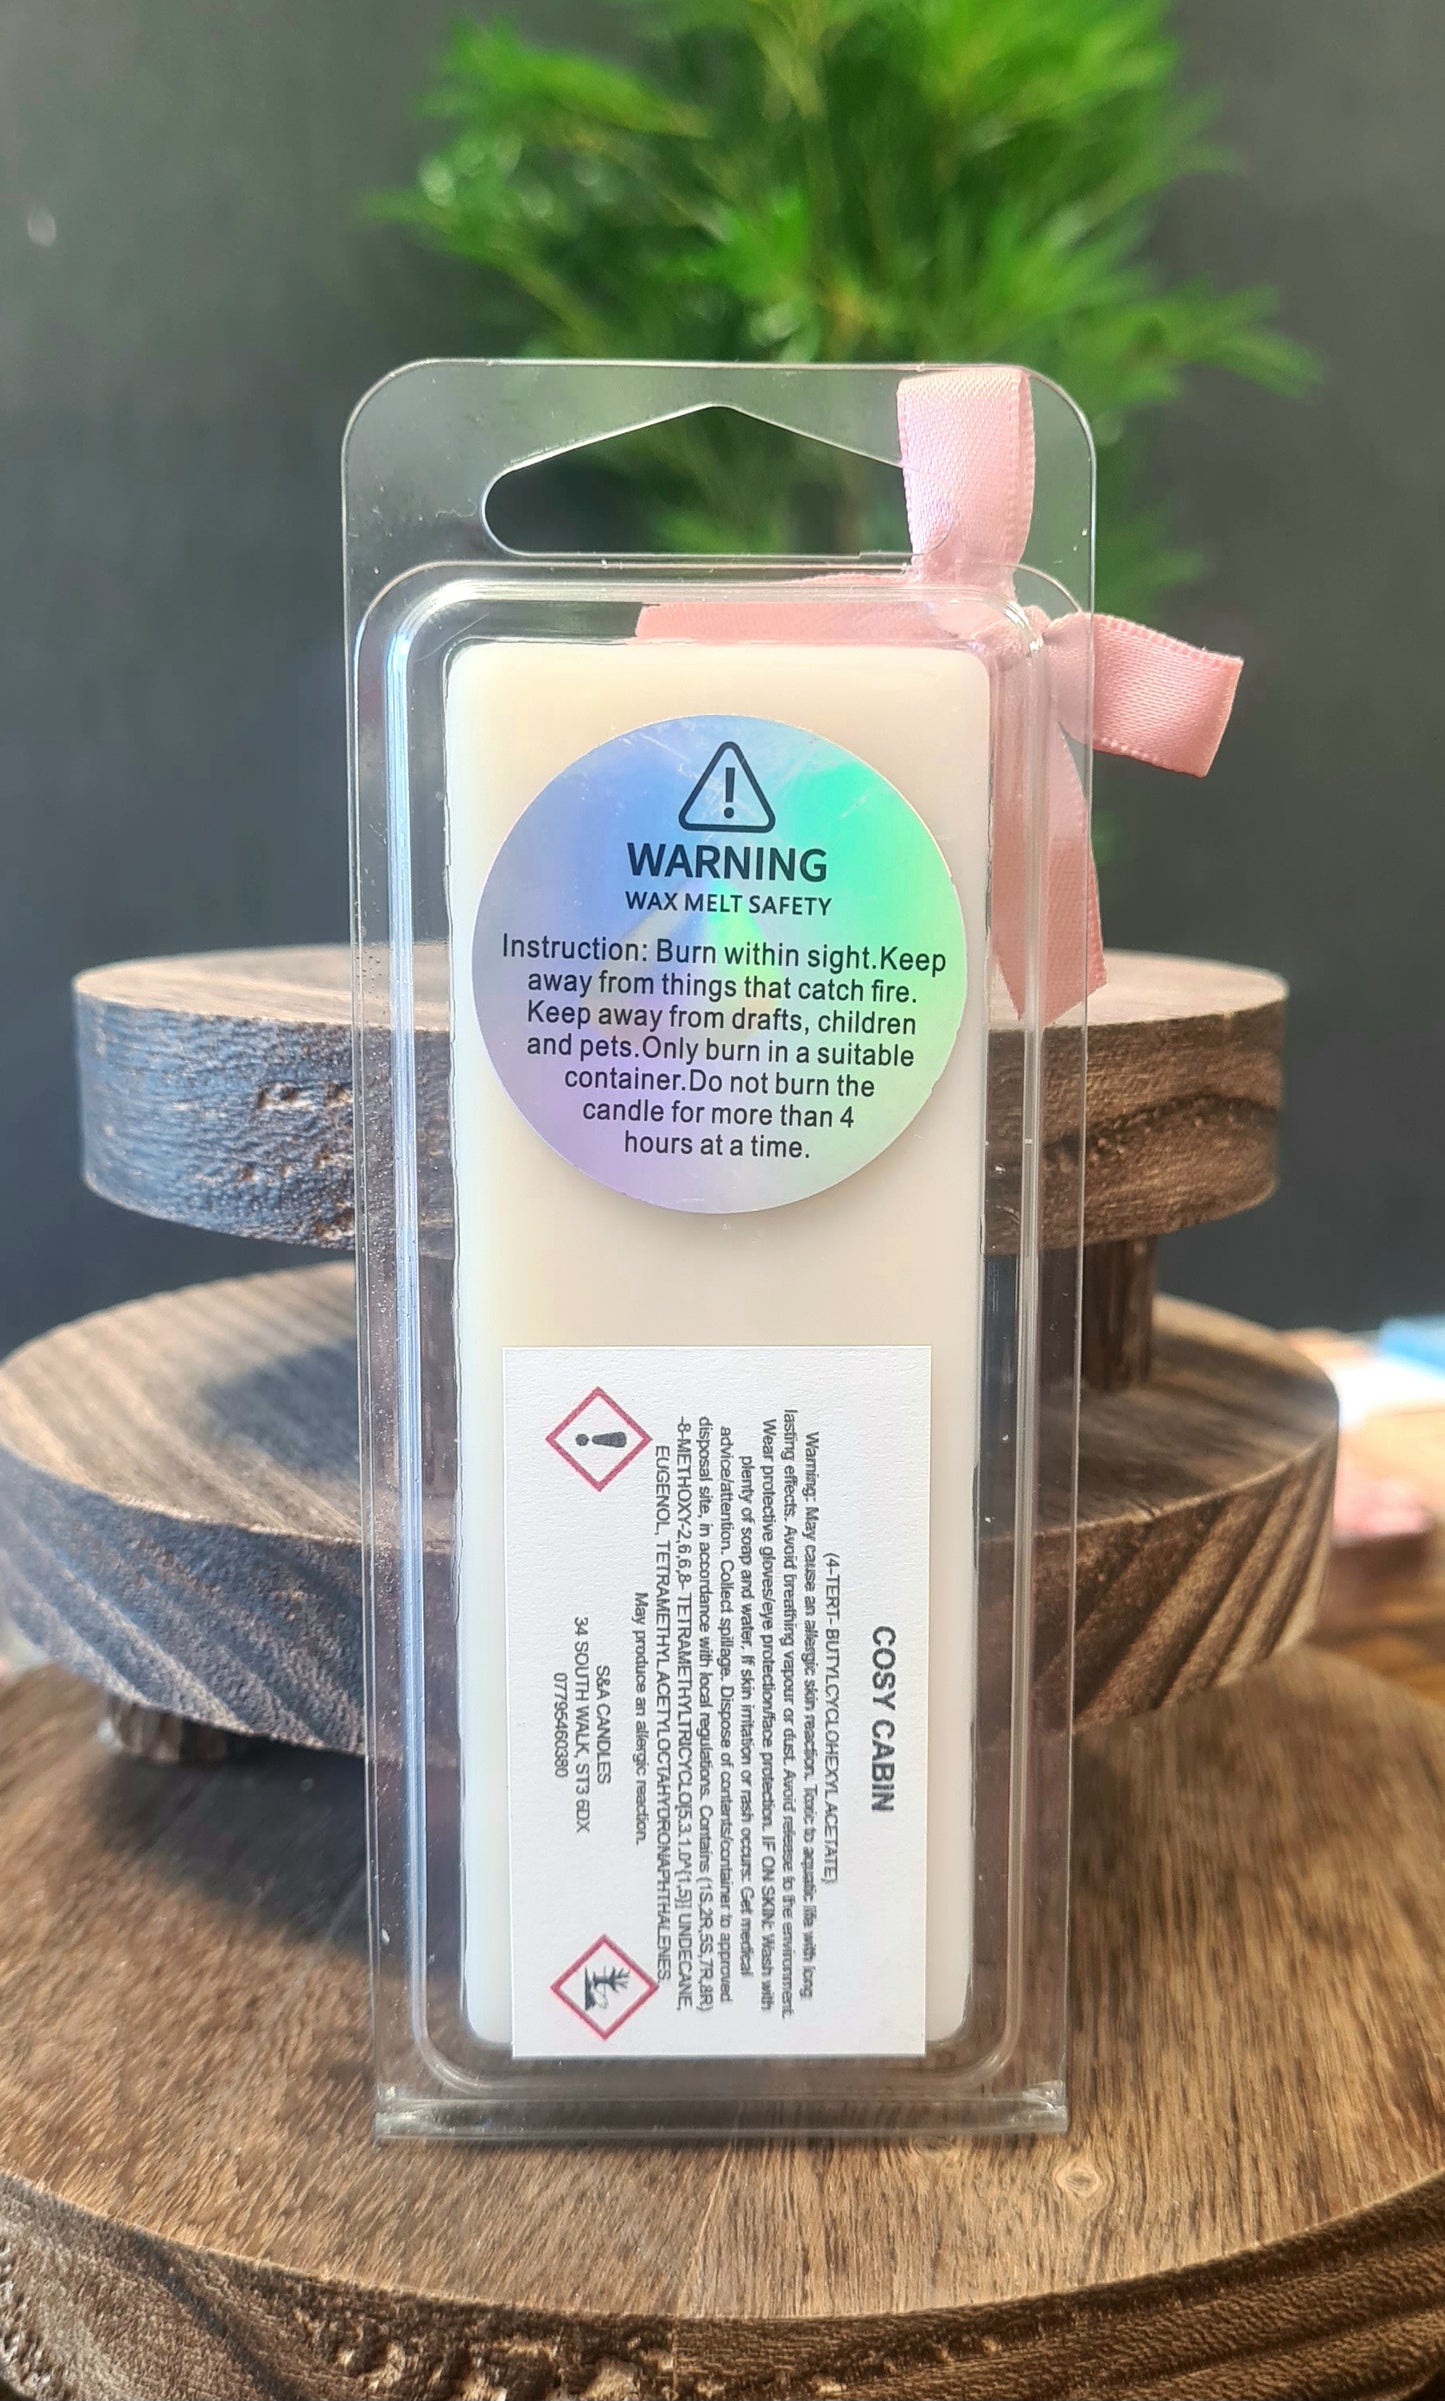 !
WARNING
WAX MELT SAFETY
Instruction: Burn within sight.Keep
away from things that catch fire.
Keep away from drafts, children
and pets.Only burn in a suitable
container.Do not burn the
candle for more than 4
hours at a time.
COSY CABIN
(4-TERT- BUTYLCYCLOHEXYL ACETATE)
Warning: May cause an allergic skin reaction. Toxic to aquatic life with long
lasting effects. Avoid breathing vapour or dust. Avoid release to the environment.
Wear protective gloves/eye protection/face protection. IF ON SKIN: Wash with
plenty of soap and water. If skin irritation or rash occurs: Get medical
advice/attention. Collect spillage. Dispose of contents/container to approved
disposal site, in accordance with local regulations. Contains (1S,2R,5S,7R,8R)
-8-METHOXY-2,6,6,8- TETRAMETHYLTRICYCLO[5.3.1.0^{1,5}] UNDECANE,
EUGENOL, TETRAMETHYL ACETYLOCTAHYDRONAPHTHALENES.
May produce an allergic reaction.
S&A CANDLES
34 SOUTH WALK, ST3 6DX
07795460380